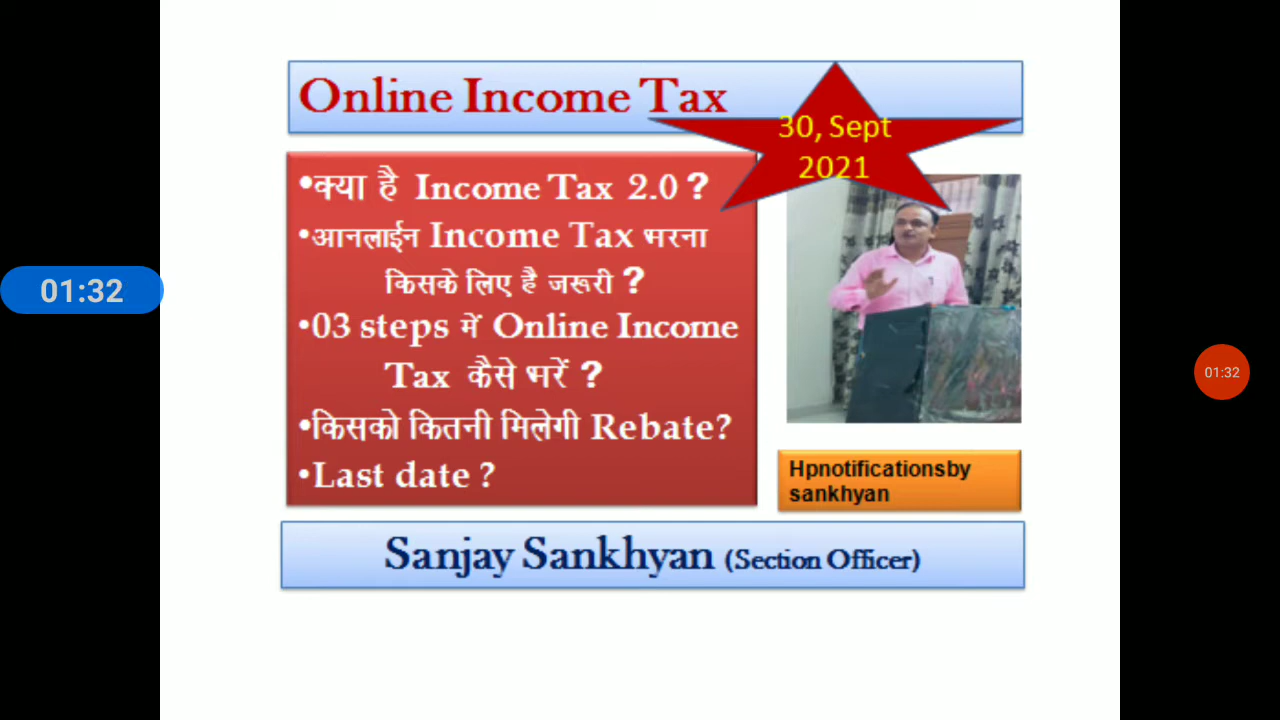 Online Income Tax
30, Sept
2021
•क्या है Income Tax 2.0 ?
•आनलाईन Income Tax भरना
किसके लिए है जरूरी ?
•03 steps में Online Income
Tax कैसे भरें ?
•किसको कितनी मिलेगी Rebate?
•Last date ?
01:32
01:32
Hpnotificationsby
sankhyan
Sanjay Sankhyan (Section Officer)